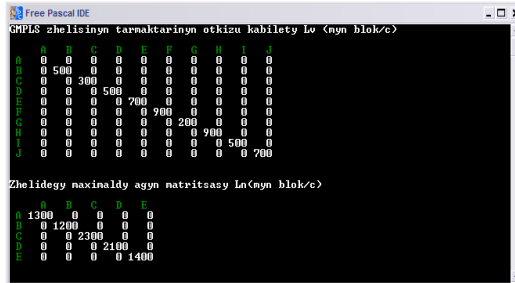 Free Pascal IDE
GMPLS zhelisinyn tarmaktarinyn otkizu kabilety Lv (myn blok/c)
A B C D E F G H I J
A 0 0 0 0 0 0 0 0 0 0
B 0 500 0 0 0 0 0 0 0 0
C 0 0 300 0 0 0 0 0 0 0
D 0 0 0 500 0 0 0 0 0 0
E 0 0 0 0 700 0 0 0 0 0
F 0 0 0 0 0 900 0 0 0 0
G 0 0 0 0 0 0 200 0 0 0
H 0 0 0 0 0 0 0 900 0 0
I 0 0 0 0 0 0 0 0 500 0
J 0 0 0 0 0 0 0 0 0 700
Zhelidegy maximaldy agyn matritsasy Ln(myn blok/c)
A B C D E
A 1300 0 0 0 0
B 0 1200 0 0 0
C 0 0 2300 0 0
D 0 0 0 2100 0
E 0 0 0 0 1400